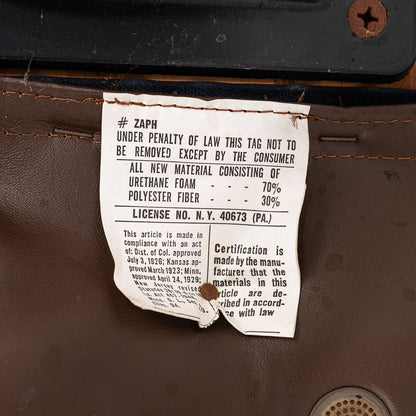 # ZAPH
UNDER PENALTY OF LAW THIS TAG NOT TO
BE REMOVED EXCEPT BY THE CONSUMER
ALL NEW MATERIAL CONSISTING OF
URETHANE FOAM - - - 70%
POLYESTER FIBER - - - 30%
LICENSE NO. N.Y. 40673 (PA.)
This article is made in
compliance with an act
of: Dist. of Col. approved
July 3, 1926; Kansas ap-
proved March 1923; Minn.
approved April 24, 1929;
New Jersey revised
Statutes
Certification is
made by the manu-
facturer that the
materials in this
article are de-
scribed in accord-
ce with law